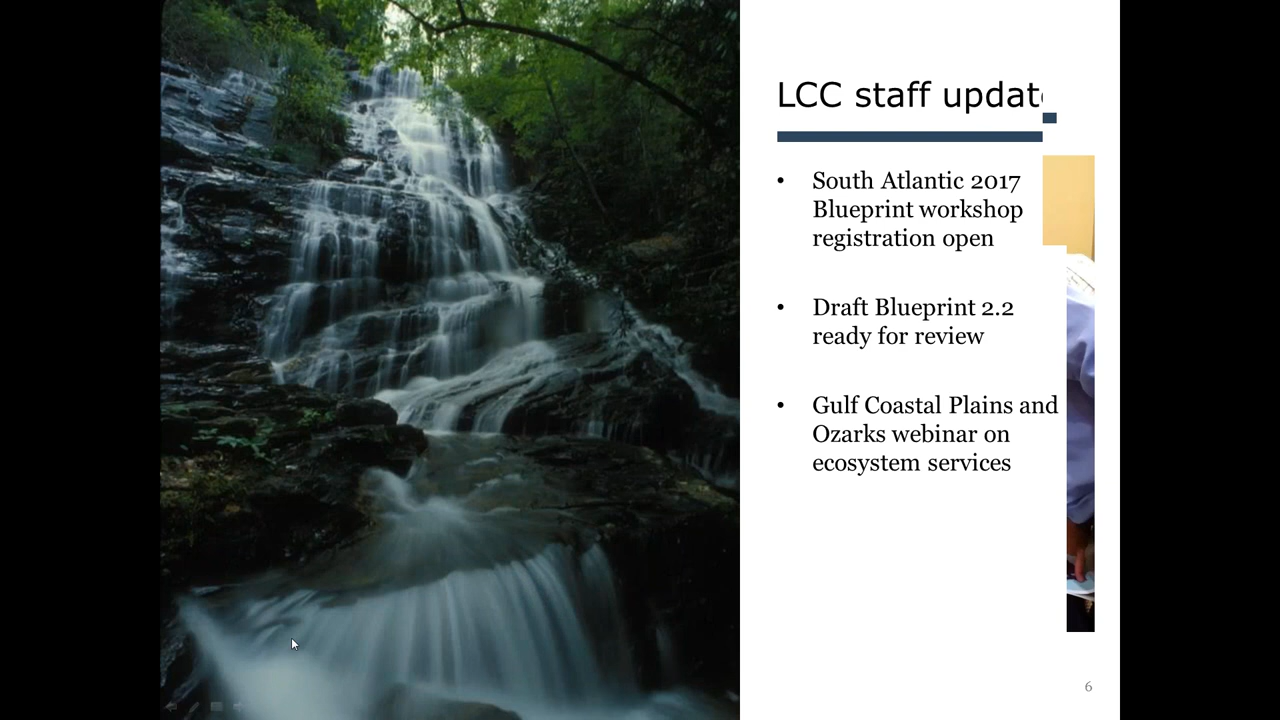 LCC staff updat
• South Atlantic 2017
Blueprint workshop
registration open
• Draft Blueprint 2.2
ready for review
• Gulf Coastal Plains and
Ozarks webinar on
ecosystem services
6